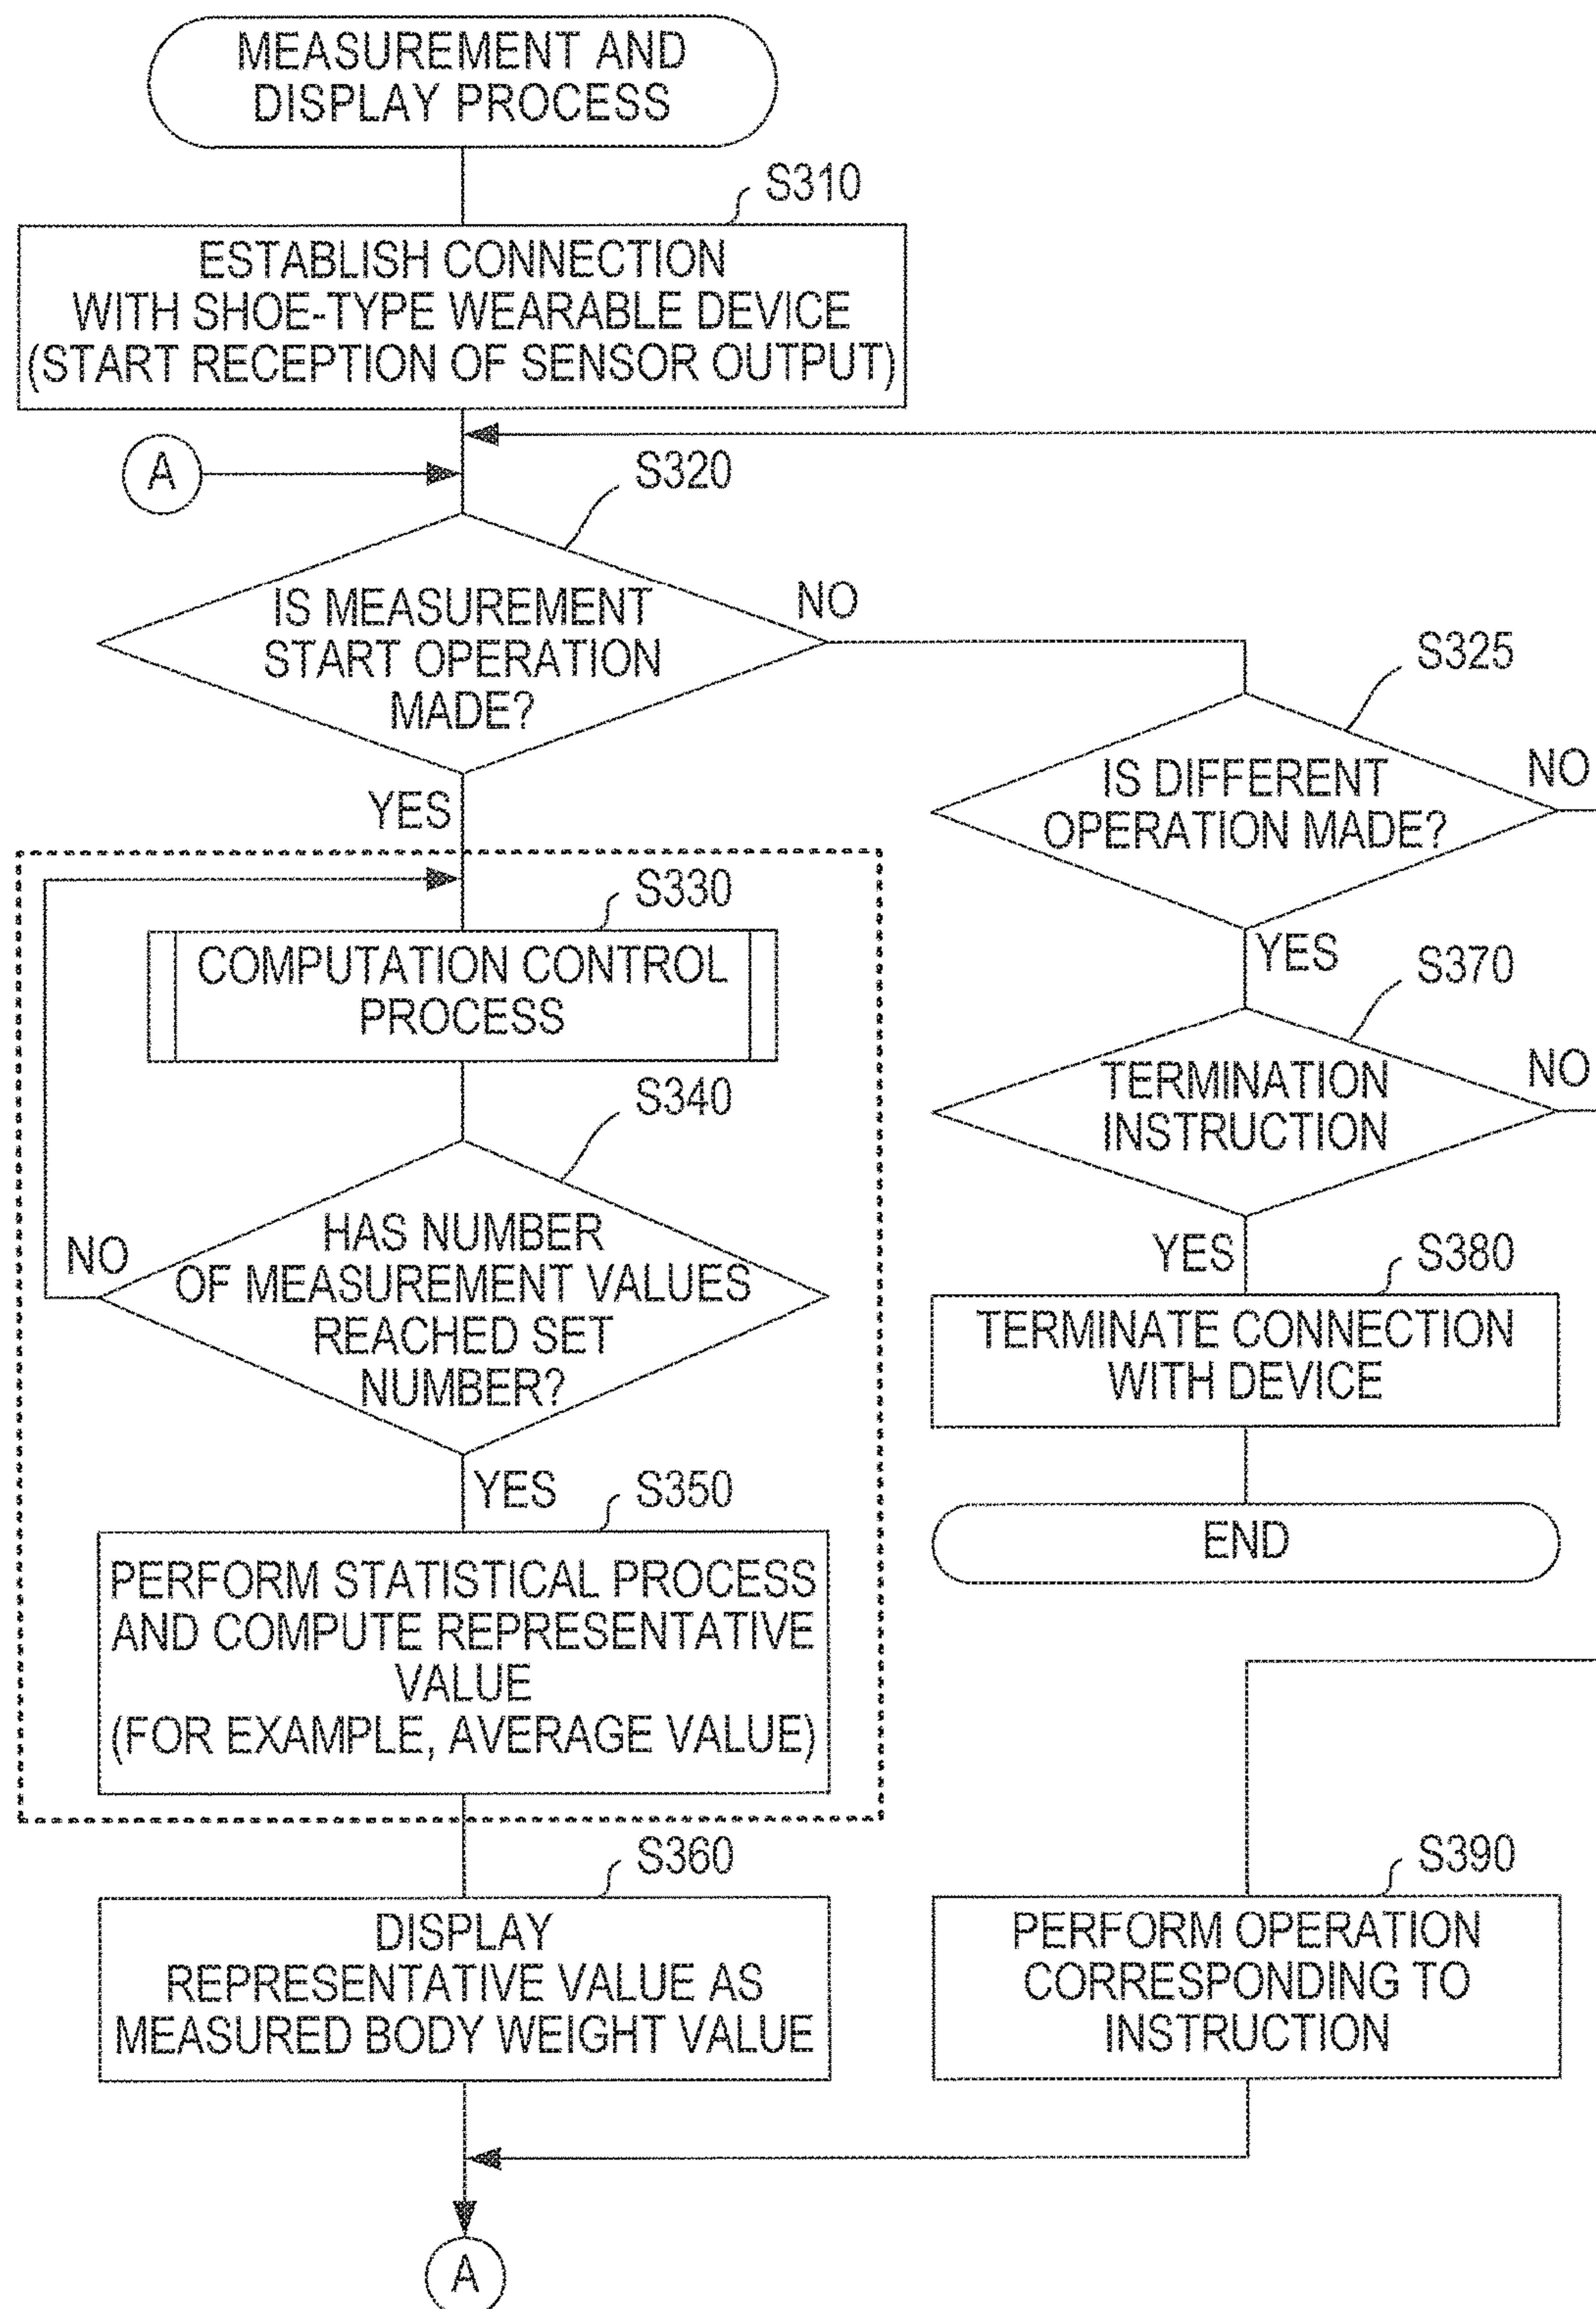 MEASUREMENT AND
DISPLAY PROCESS
S310
ESTABLISH CONNECTION
WITH SHOE-TYPE WEARABLE DEVICE
(START RECEPTION OF SENSOR OUTPUT)
A
S320
IS MEASUREMENT
START OPERATION
MADE?
NO
YES
S325
IS DIFFERENT
OPERATION MADE?
NO
YES
S330
COMPUTATION CONTROL
PROCESS
S340
HAS NUMBER
OF MEASUREMENT VALUES
REACHED SET
NUMBER?
NO
YES
S370
TERMINATION
INSTRUCTION
NO
YES
S380
TERMINATE CONNECTION
WITH DEVICE
END
S350
PERFORM STATISTICAL PROCESS
AND COMPUTE REPRESENTATIVE
VALUE
(FOR EXAMPLE, AVERAGE VALUE)
S360
DISPLAY
REPRESENTATIVE VALUE AS
MEASURED BODY WEIGHT VALUE
S390
PERFORM OPERATION
CORRESPONDING TO
INSTRUCTION
A